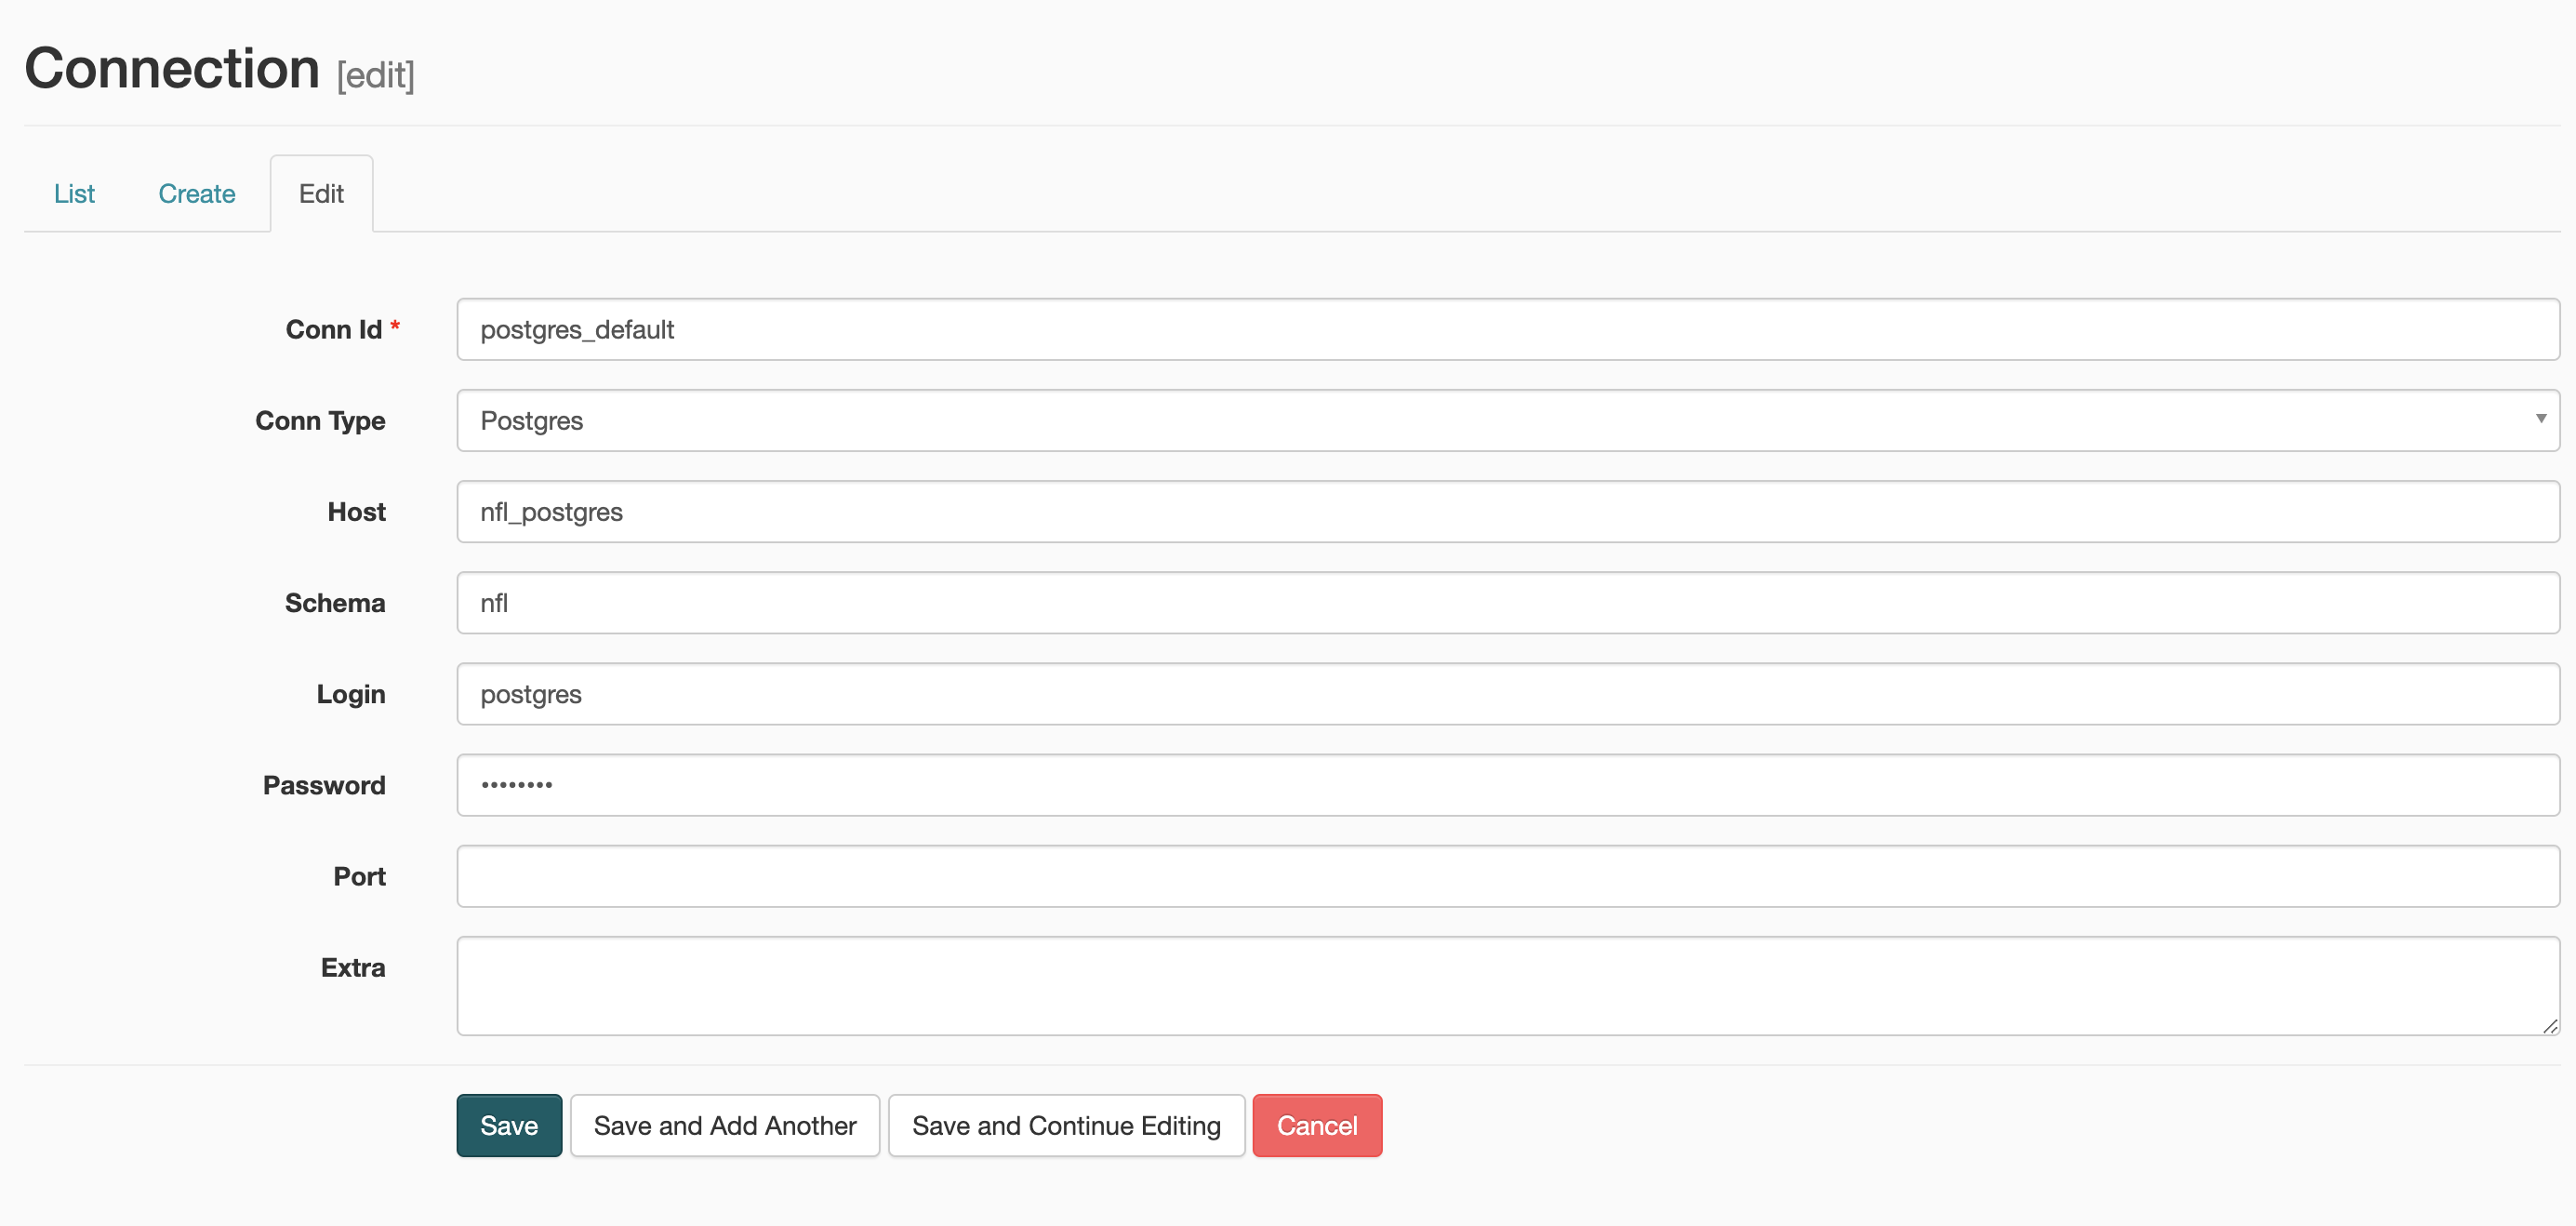 Connection [edit]
List Create Edit
Conn Id * postgres_default
Conn Type Postgres
Host nfl_postgres
Schema nfl
Login postgres
Password ••••••••
Port
Extra
Save Save and Add Another Save and Continue Editing Cancel